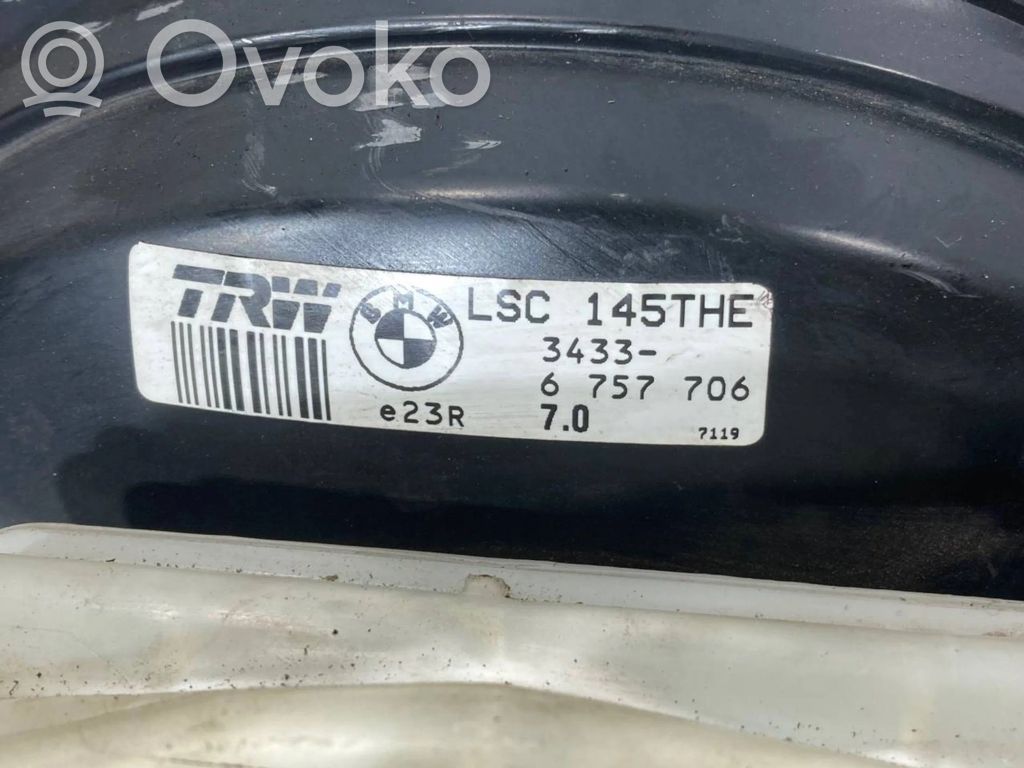 Ovoko
TRW BMW LSC 145THE
3433-
6 757 706
e23R 7.0 7119